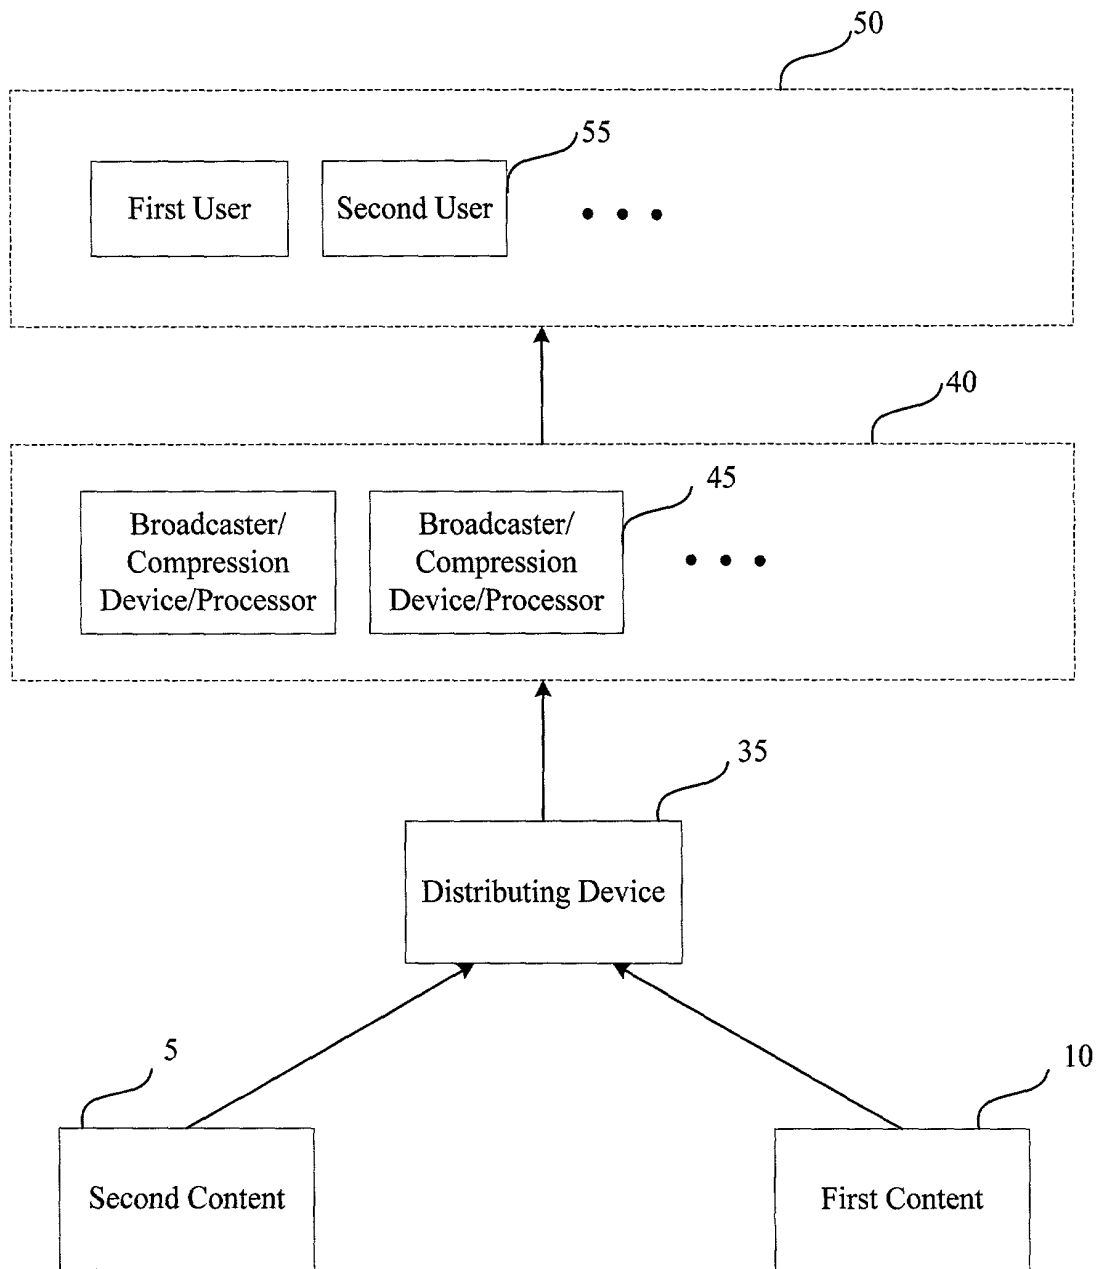 50
55
First User
Second User
40
45
Broadcaster/
Compression
Device/Processor
Broadcaster/
Compression
Device/Processor
35
Distributing Device
5
10
Second Content
First Content